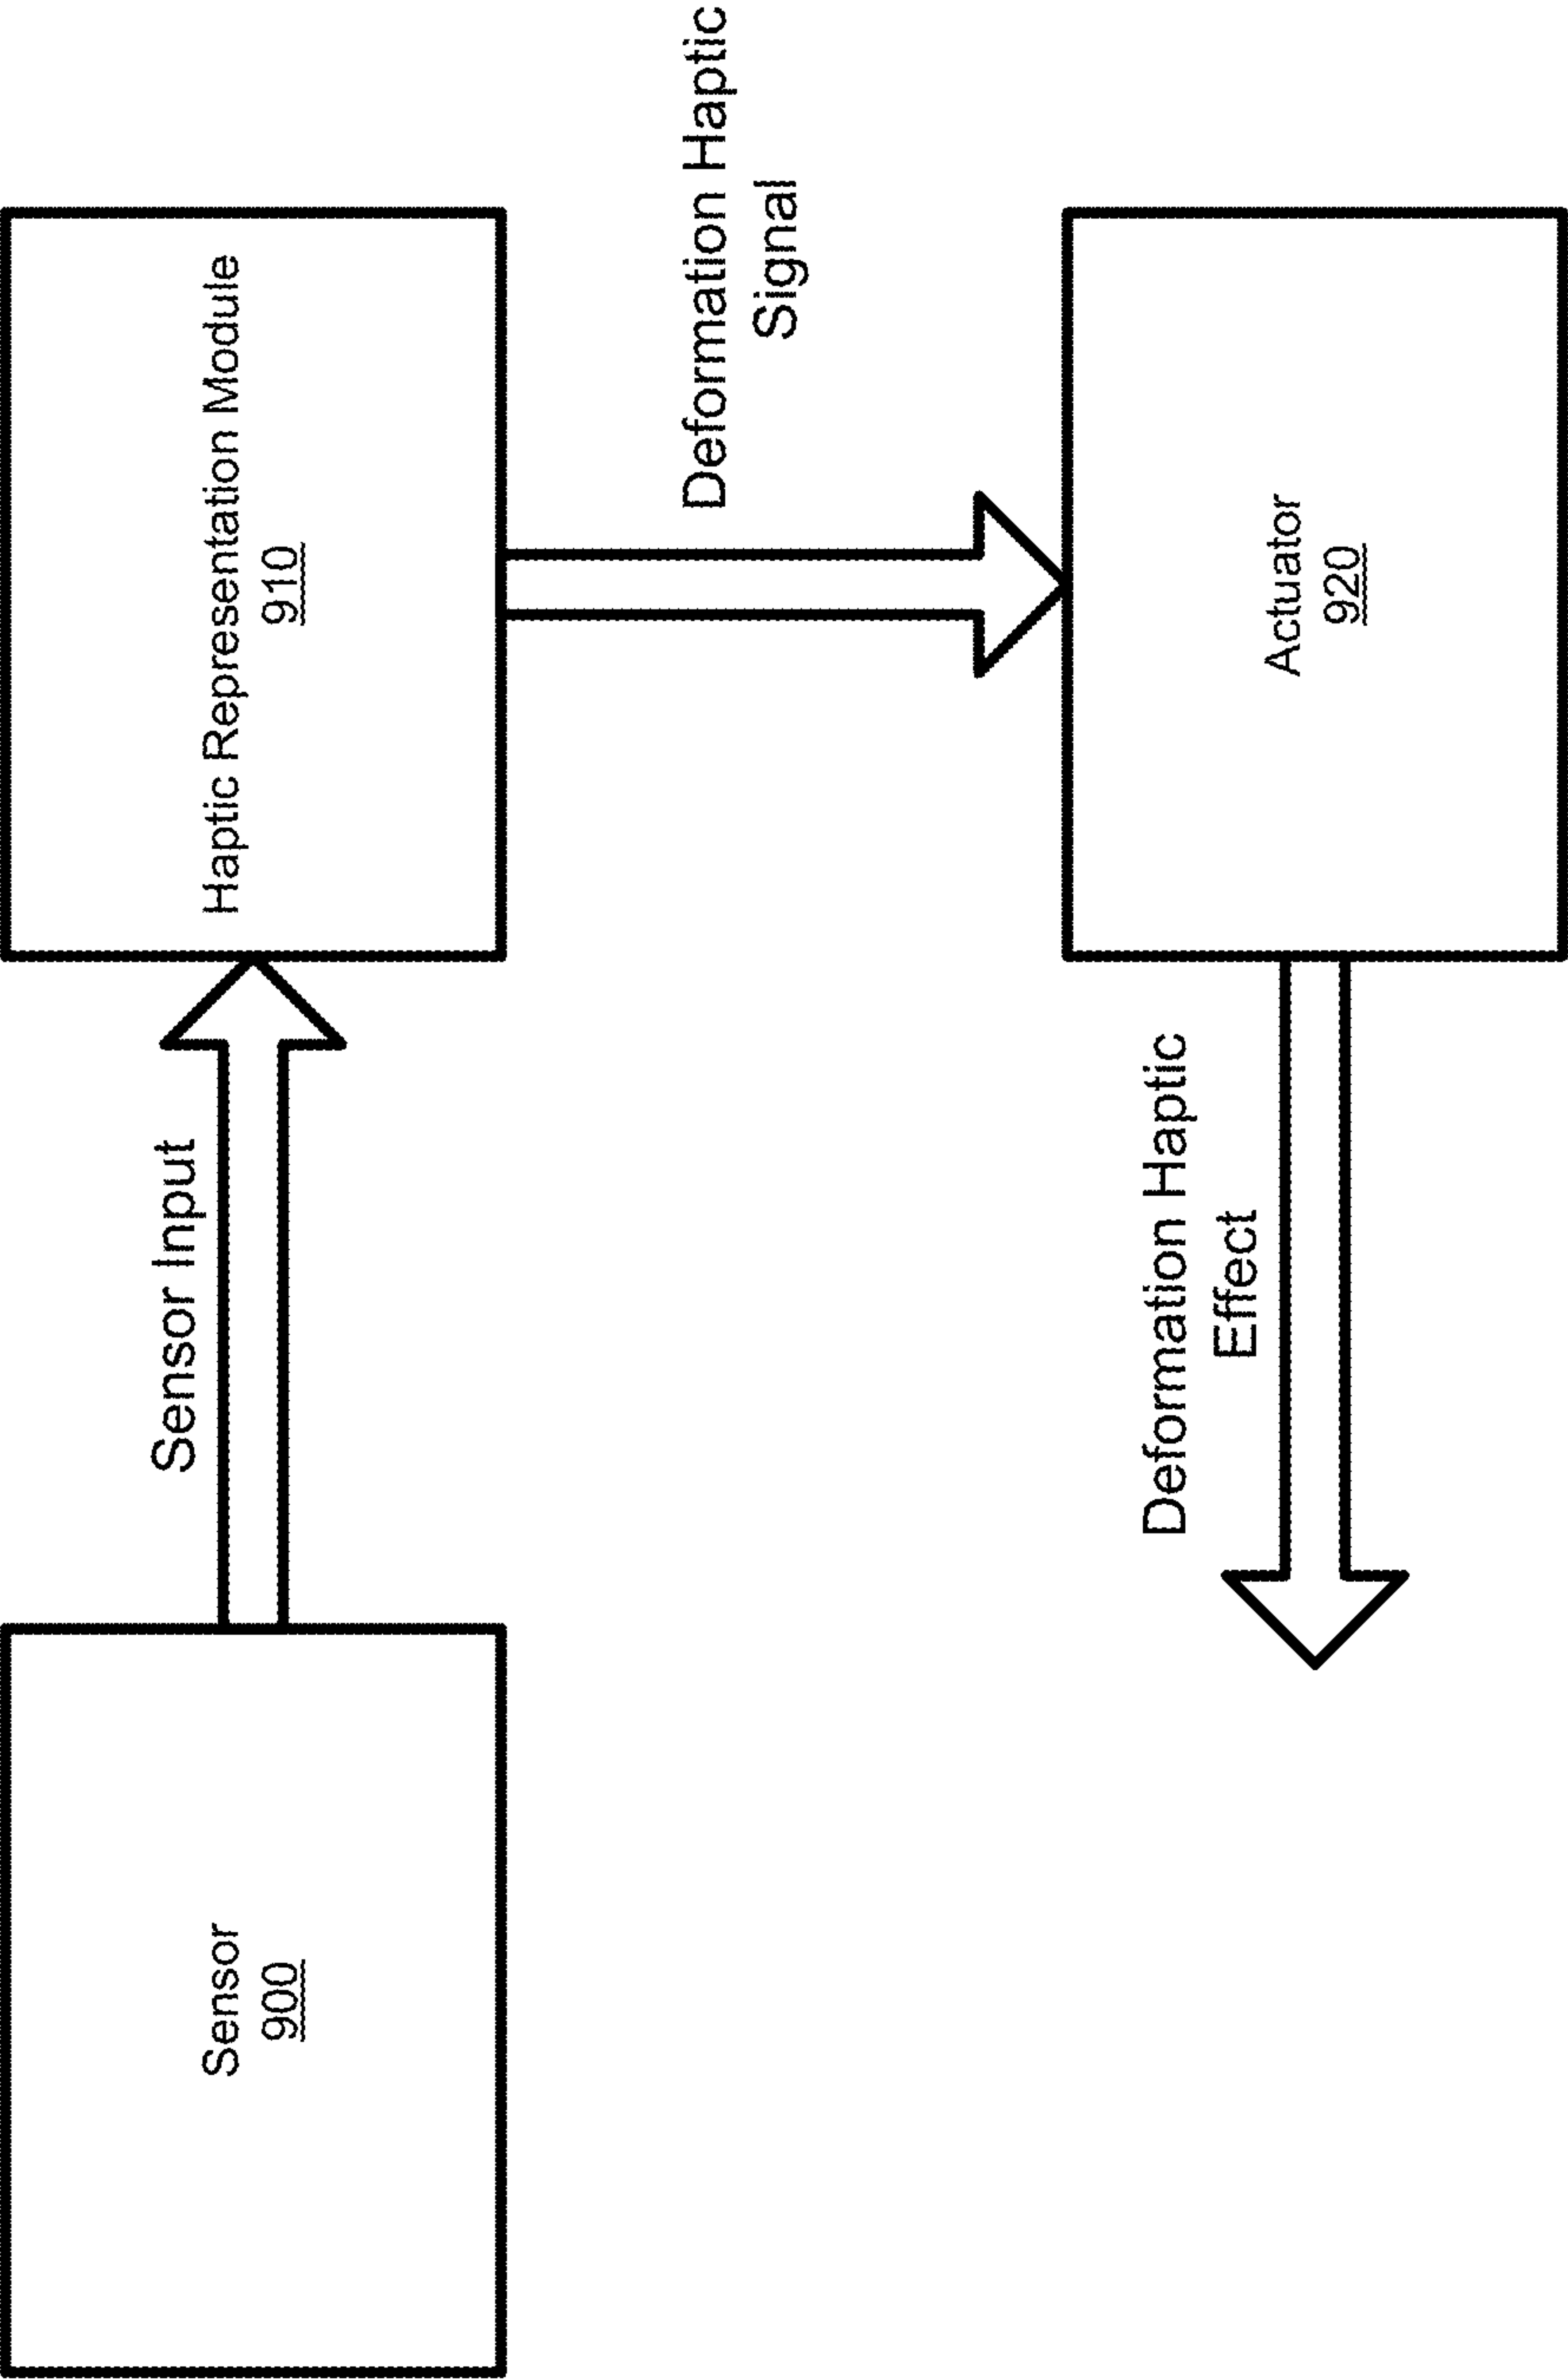 Sensor
900
Sensor Input
Haptic Representation Module
910
Deformation Haptic
Signal
Actuator
920
Deformation Haptic
Effect